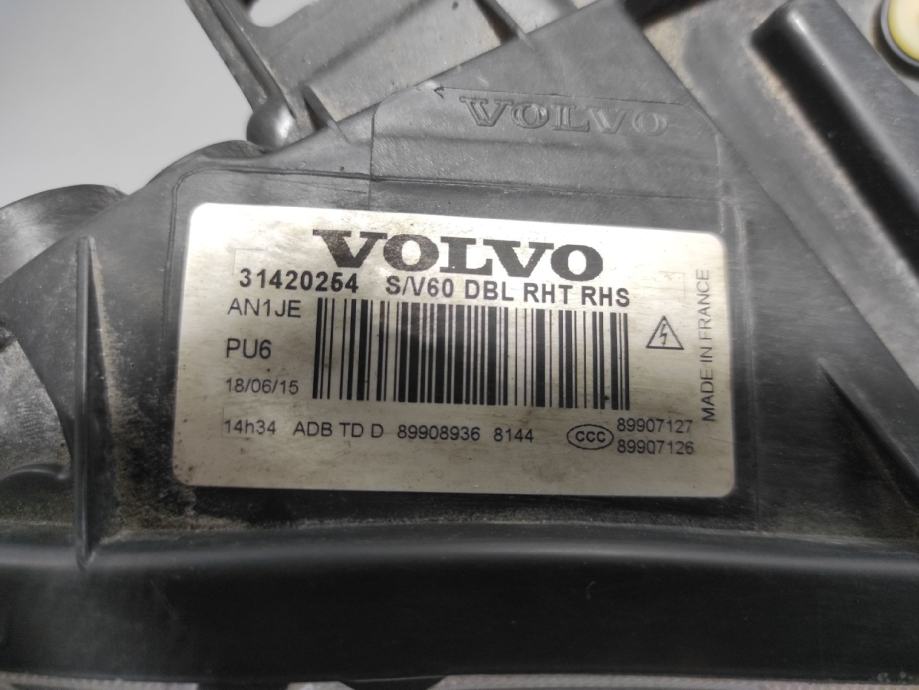 VOLVO
VOLVO
31420254 S/V60 DBL RHT RHS
AN1JE
PU6
18/06/15
14h34 ADB TD D 89908936 8144
CCC
89907127
89907126
MADE IN FRANCE